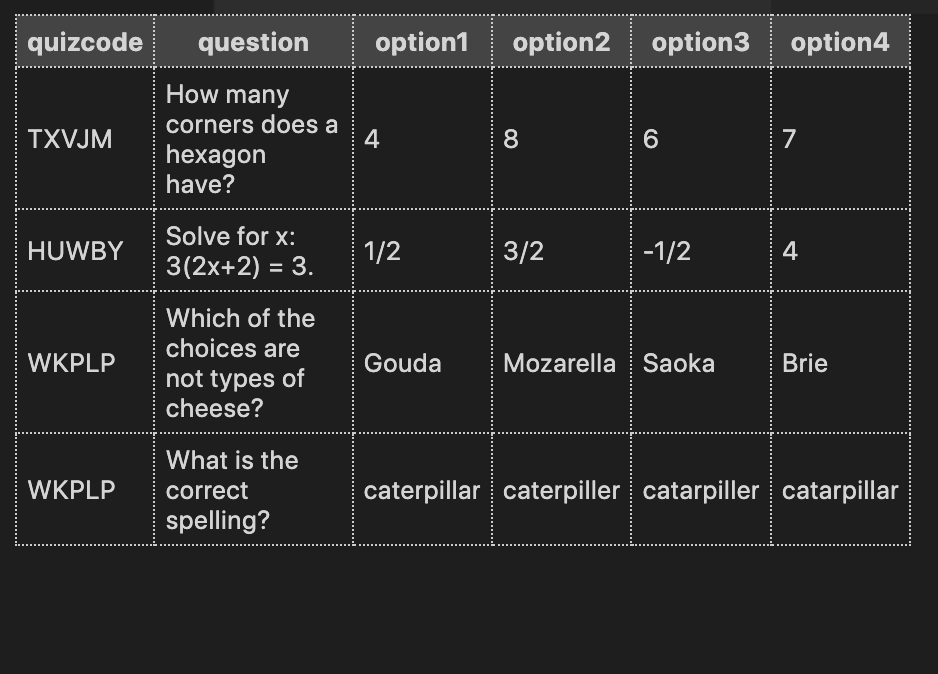 quizcode question option1 option2 option3 option4
How many
corners does a
TXVJM 4 8 6 7
hexagon
have?
Solve for x:
HUWBY 1/2 3/2 -1/2 4
3(2x+2) = 3.
Which of the
choices are
WKPLP Gouda Mozarella Saoka Brie
not types of
cheese?
What is the
WKPLP correct caterpillar caterpiller catarpiller catarpillar
spelling?